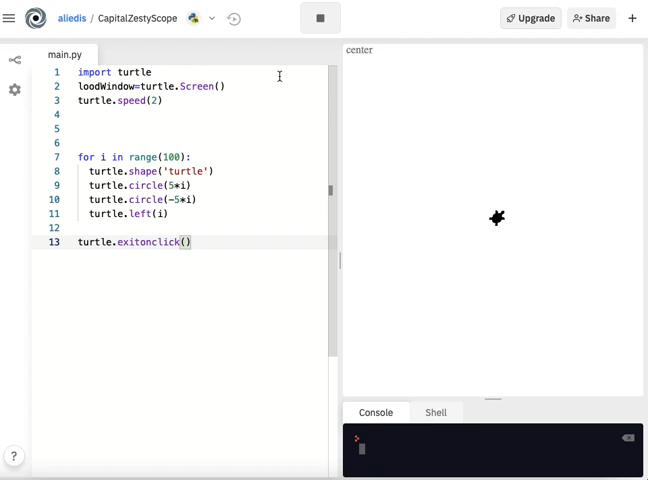 aliedis / CapitalZestyScope
Upgrade
Share
main.py
center
1 import turtle
2 loodWindow=turtle.Screen()
3 turtle.speed(2)
4
5
6
7 for i in range(100):
8 turtle.shape('turtle')
9 turtle.circle(5*i)
10 turtle.circle(-5*i)
11 turtle.left(i)
12
13 turtle.exitonclick()
Console Shell
?